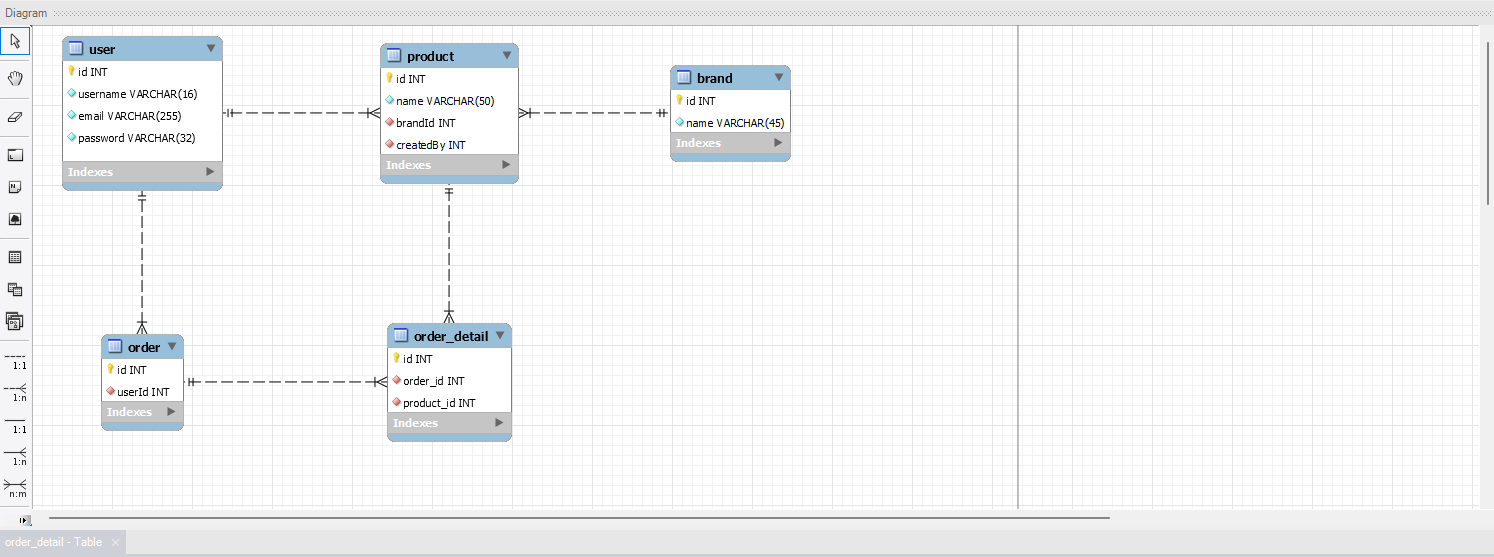 Diagram
user
id INT
username VARCHAR(16)
email VARCHAR(255)
password VARCHAR(32)
Indexes
product
id INT
name VARCHAR(50)
brandId INT
createdBy INT
Indexes
brand
id INT
name VARCHAR(45)
Indexes
order
id INT
userId INT
Indexes
order_detail
id INT
order_id INT
product_id INT
Indexes
1:1
1:n
1:1
1:n
n:m
order_detail - Table